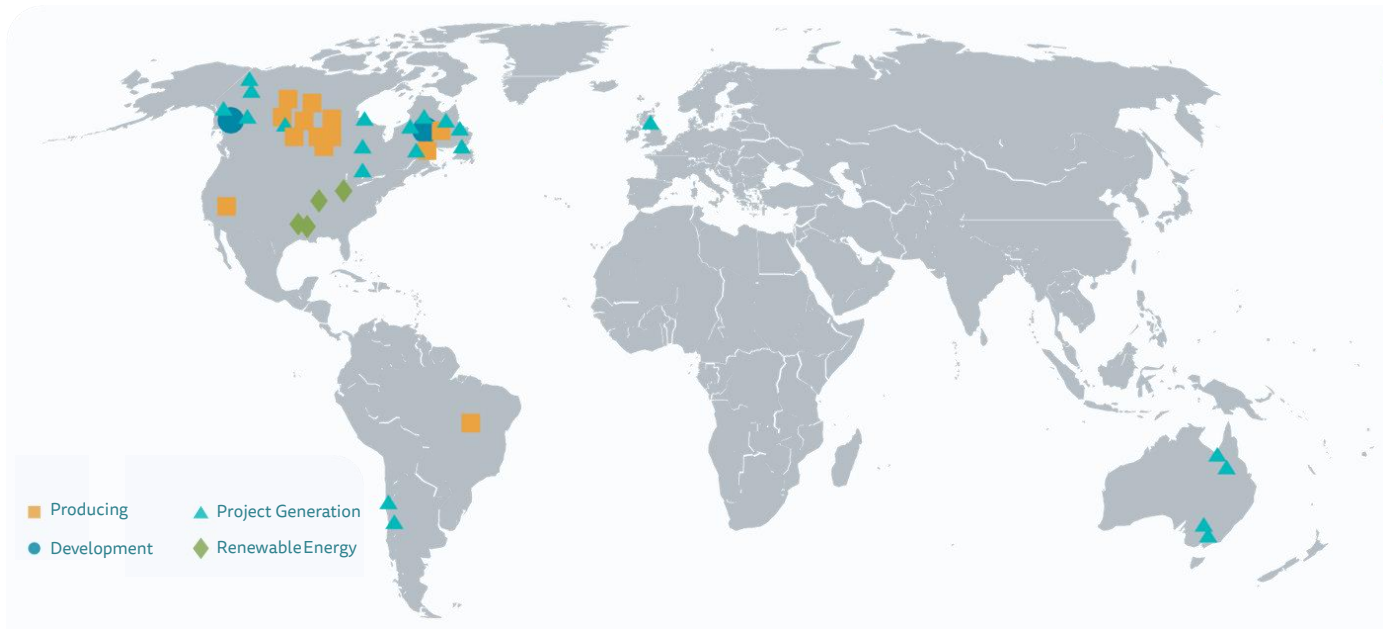 Producing
Project Generation
Development
Renewable Energy